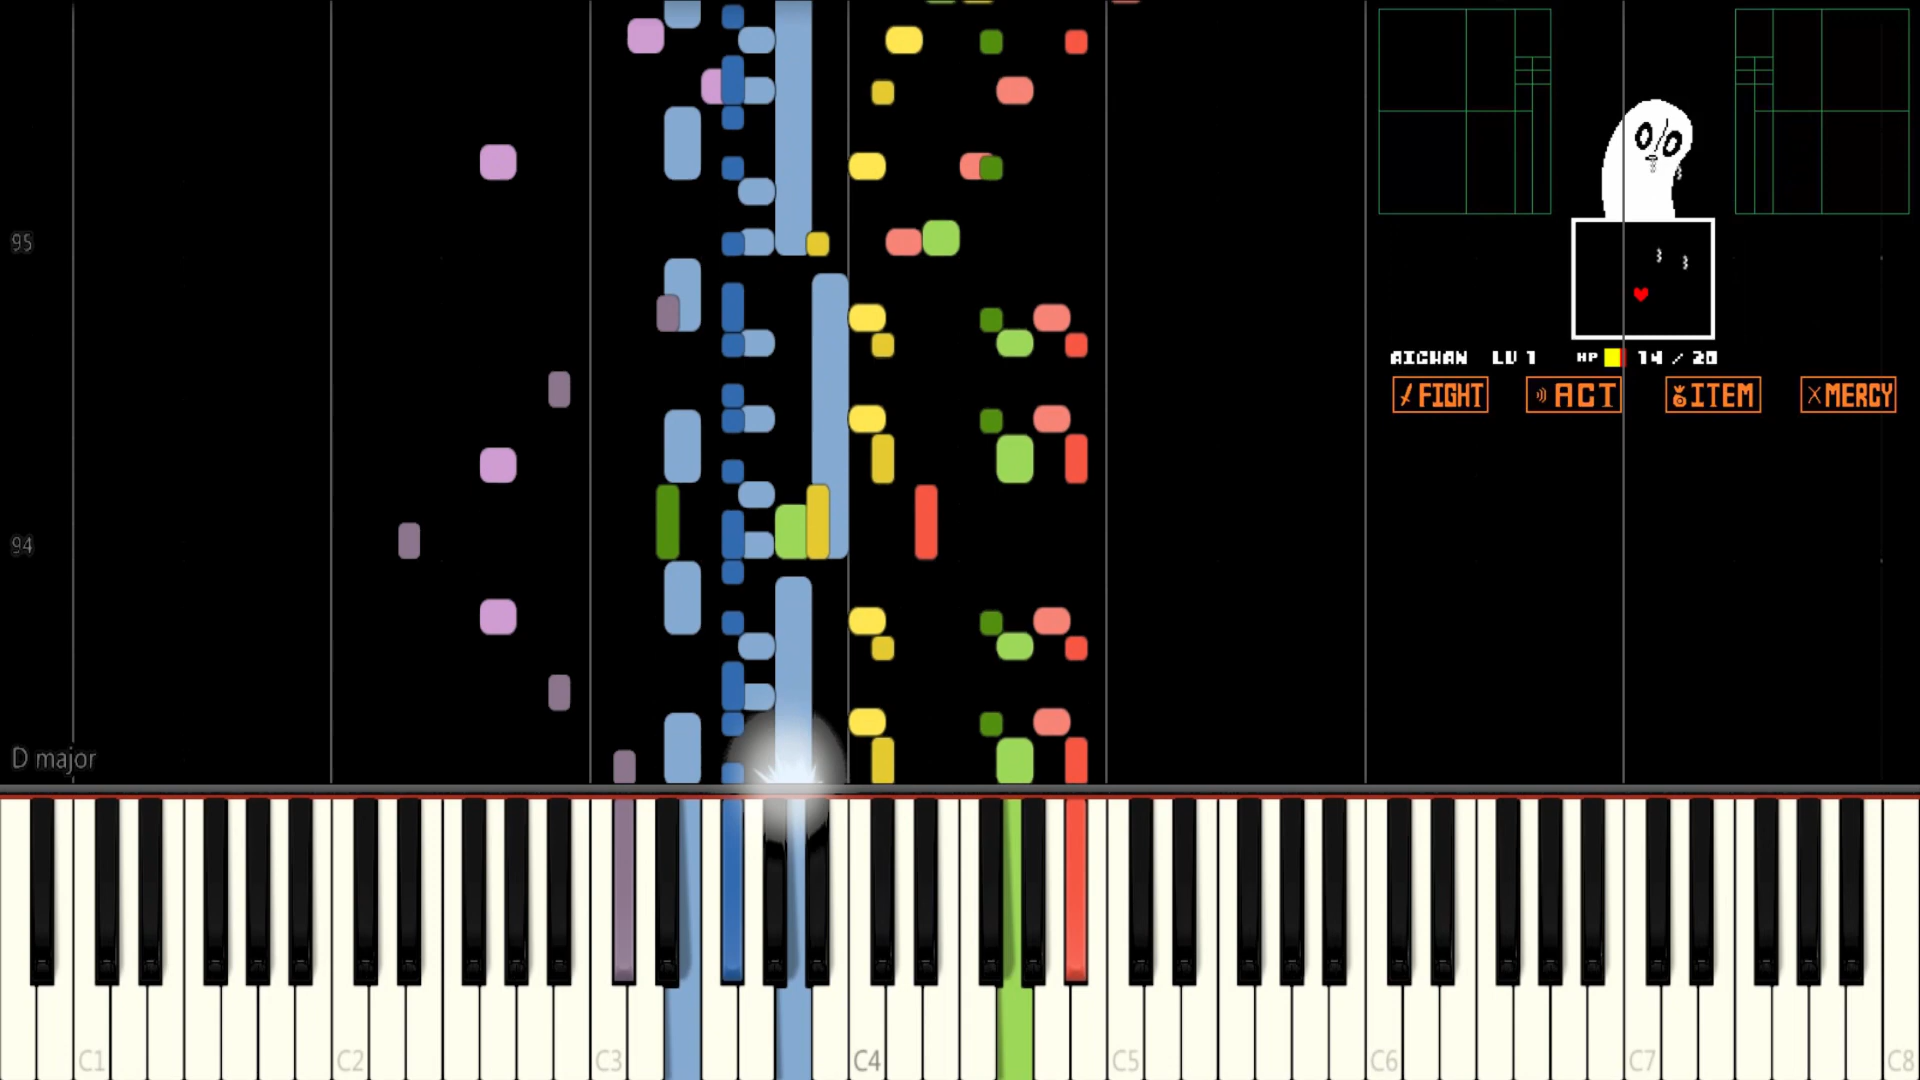 95
94
D major
AICHAN LV 1 HP 14 / 20
FIGHT ACT ITEM MERCY
C1 C2 C3 C4 C5 C6 C7 C8